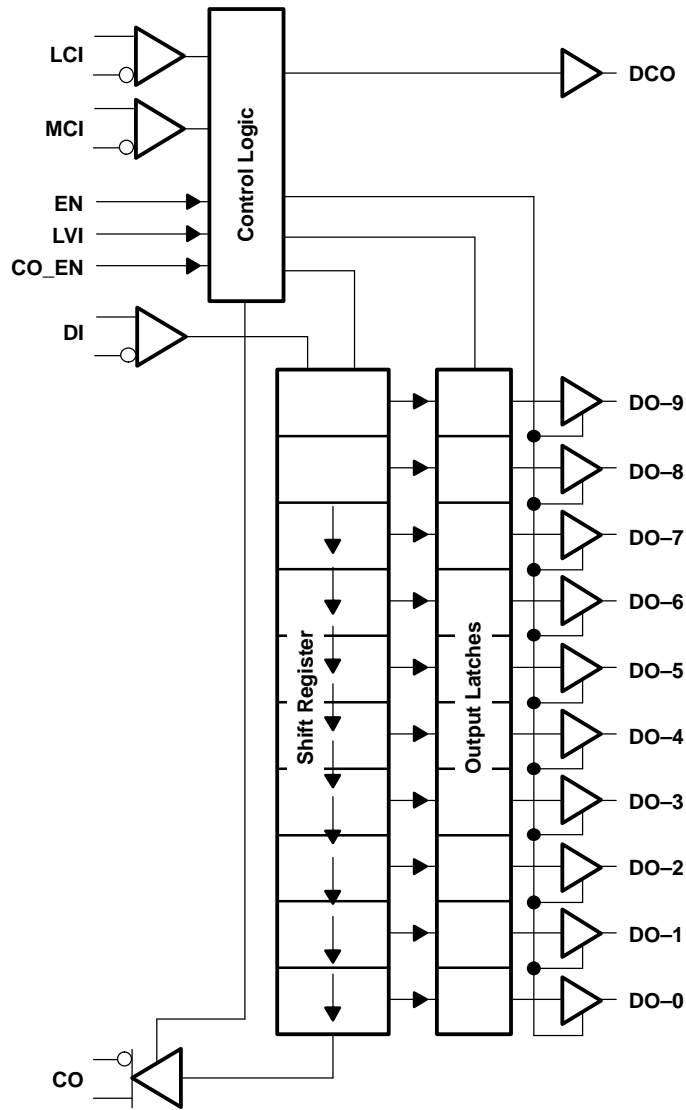 LCI
DCO
MCI
Control Logic
EN
LVI
CO_EN
DI
DO–9
DO–8
DO–7
DO–6
DO–5
DO–4
DO–3
DO–2
DO–1
DO–0
Shift Register
Output Latches
CO